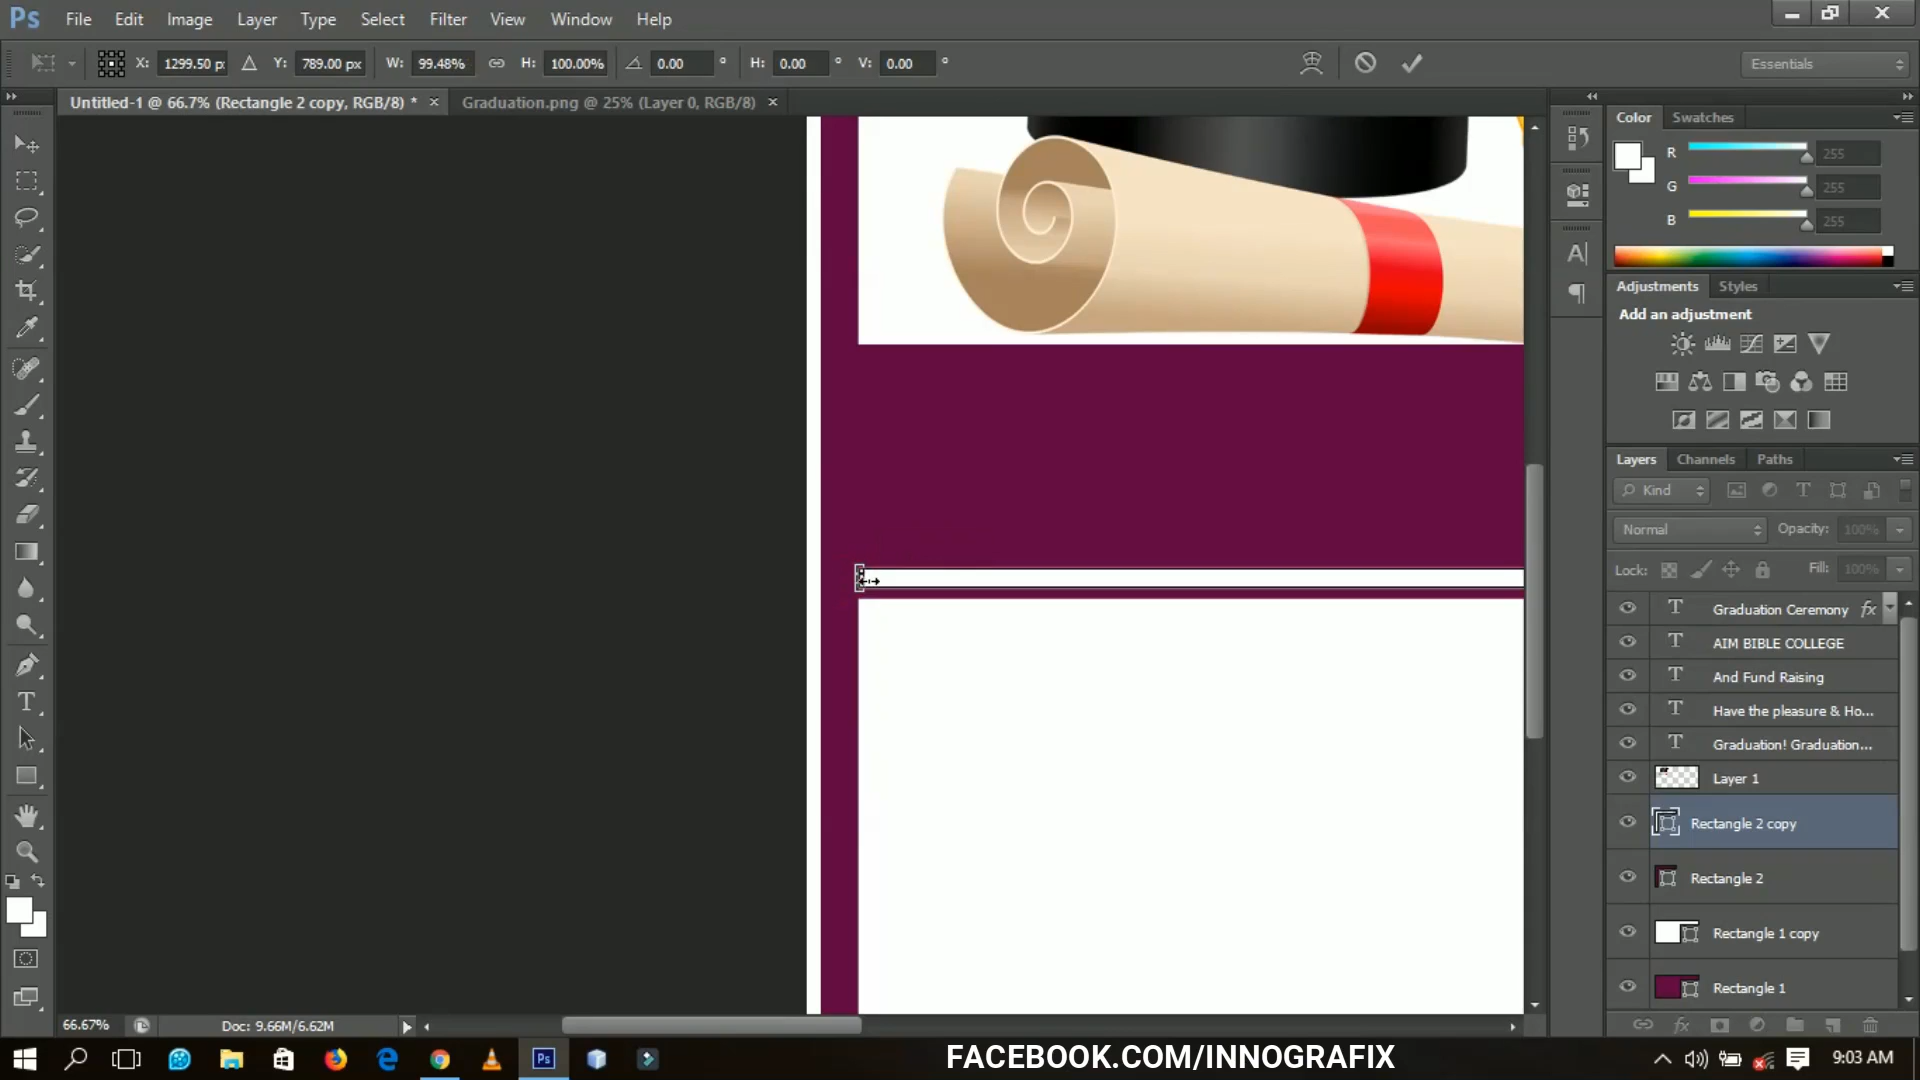 Ps File Edit Image Layer Type Select Filter View Window Help
X: 1299.50 p Y: 789.00 px W: 99.48% H: 100.00% 0.00 ° H: 0.00 ° V: 0.00 ° Essentials
Untitled-1 @ 66.7% (Rectangle 2 copy, RGB/8) * × Graduation.png @ 25% (Layer 0, RGB/8) ×
Color Swatches
R 255
G 187
B 255
Adjustments Styles
Add an adjustment
Layers Channels Paths
Kind
Normal Opacity: 100%
Lock: Fill: 100%
Graduation Ceremony fx
AIM BIBLE COLLEGE
And Fund Raising
Have the pleasure & Ho...
Graduation! Graduation...
Layer 1
Rectangle 2 copy
Rectangle 2
Rectangle 1 copy
Rectangle 1
66.67% Doc: 9.66M/6.62M
FACEBOOK.COM/INNOGRAFIX
9:03 AM